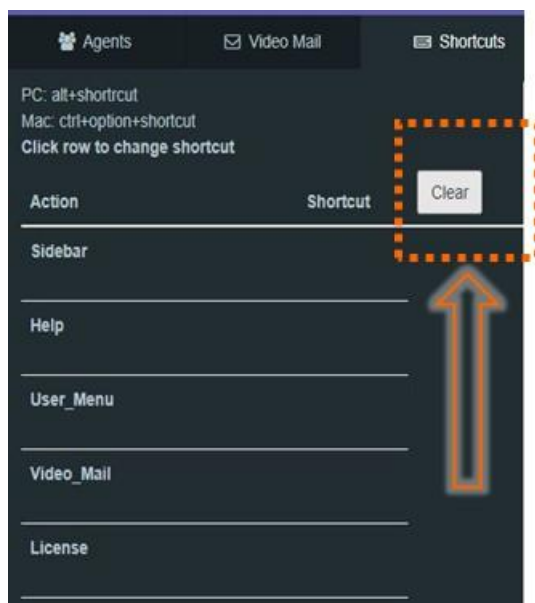 Agents Video Mail Shortcuts
PC: alt+shortrcut
Mac: ctrl+option+shortcut
Click row to change shortcut
Action Shortcut Clear
Sidebar
Help
User_Menu
Video_Mail
License